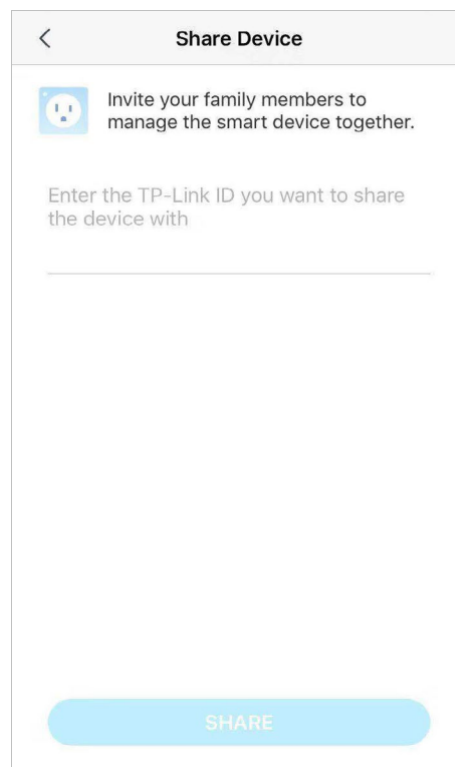 Share Device
Invite your family members to
manage the smart device together.
Enter the TP-Link ID you want to share
the device with
SHARE